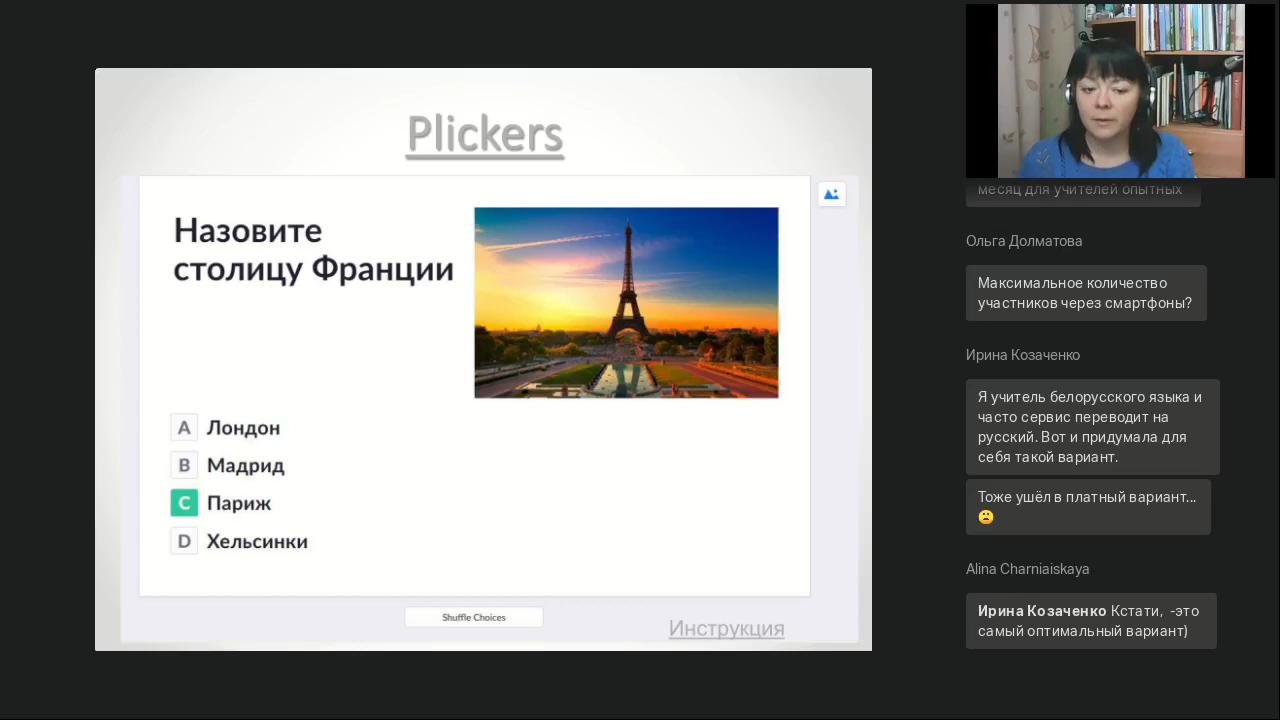 Plickers
Назовите
столицу Франции
A Лондон
B Мадрид
C Париж
D Хельсинки
Shuffle Choices
Инструкция
месяц для учителей опытных
Ольга Долматова
Максимальное количество
участников через смартфоны?
Ирина Козаченко
Я учитель белорусского языка и
часто сервис переводит на
русский. Вот и придумала для
себя такой вариант.
Тоже ушёл в платный вариант...
🙁
Alina Charniaiskaya
Ирина Козаченко Кстати, -это
самый оптимальный вариант)